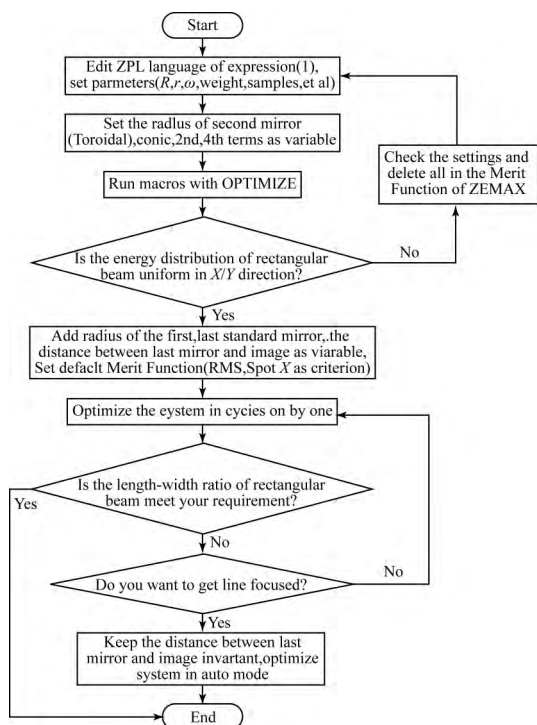 Start
Edit ZPL language of expression(1),
set parmeters(R,r,ω,weight,samples,et al)
Set the radius of second mirror
(Toroidal),conic,2nd,4th terms as variable
Run macros with OPTIMIZE
Check the settings and
delete all in the Merit
Function of ZEMAX
Is the energy distribution of rectangular
beam uniform in X/Y direction?
No
Yes
Add radius of the first,last standard mirror,.the
distance between last mirror and image as viarable,
Set defaclt Merit Function(RMS,Spot X as criterion)
Optimize the eystem in cycles on by one
Is the length-width ratio of rectangular
beam meet your requirement?
Yes
No
Do you want to get line focused?
No
Yes
Keep the distance between last
mirror and image invartant,optimize
system in auto mode
End